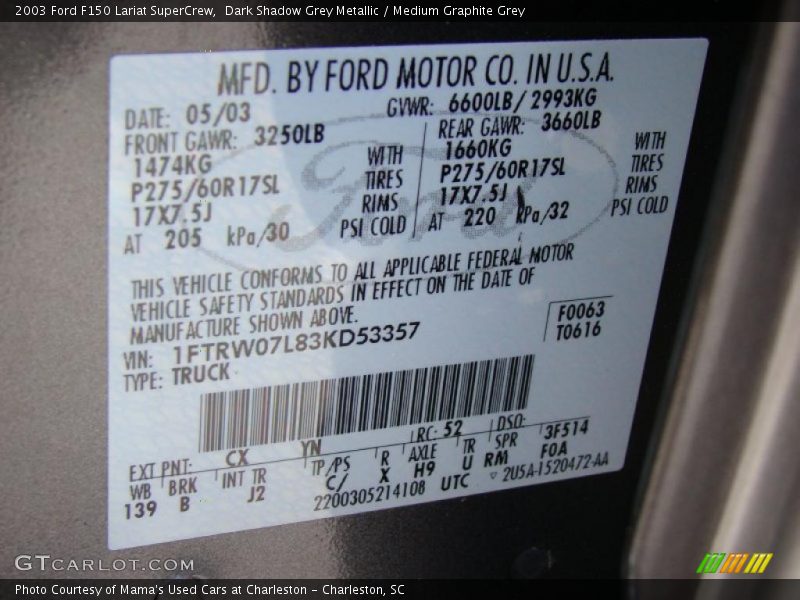 2003 Ford F150 Lariat SuperCrew,  Dark Shadow Grey Metallic / Medium Graphite Grey
MFD. BY FORD MOTOR CO. IN U.S.A.
DATE: 05/03
GVWR: 6600LB/ 2993KG
FRONT GAWR: 3250LB
REAR GAWR: 3660LB
1474KG WITH
1660KG WITH
P275/60R17SL TIRES
P275/60R17SL TIRES
17X7.5J RIMS
17X7.5J RIMS
AT 205 kPa/30 PSI COLD
AT 220 kPa/32 PSI COLD
Ford
THIS VEHICLE CONFORMS TO ALL APPLICABLE FEDERAL MOTOR
VEHICLE SAFETY STANDARDS IN EFFECT ON THE DATE OF
MANUFACTURE SHOWN ABOVE.
F0063
T0616
VIN: 1FTRW07L83KD53357
TYPE: TRUCK
EXT PNT: CX YN RC: 52 DSO: 3F514
WB BRK INT TR TP/PS R AXLE TR SPR F0A
139 B J2 C/ X H9 U RM
2200305214108 UTC ▽ 2U5A-1520472-AA
GTCARLOT.COM
Photo Courtesy of Mama's Used Cars at Charleston - Charleston, SC